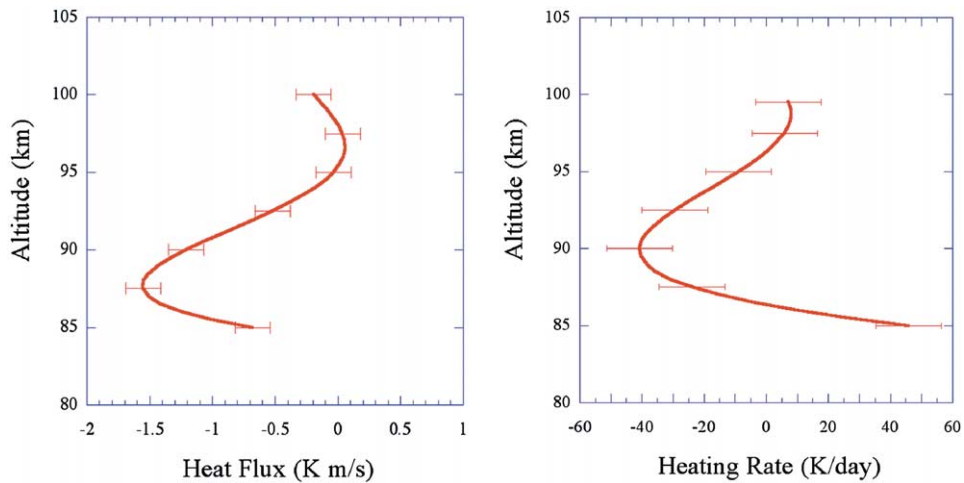 105
100
95
90
85
80
Altitude (km)
-2 -1.5 -1 -0.5 0 0.5 1
Heat Flux (K m/s)
105
100
95
90
85
80
Altitude (km)
-60 -40 -20 0 20 40 60
Heating Rate (K/day)